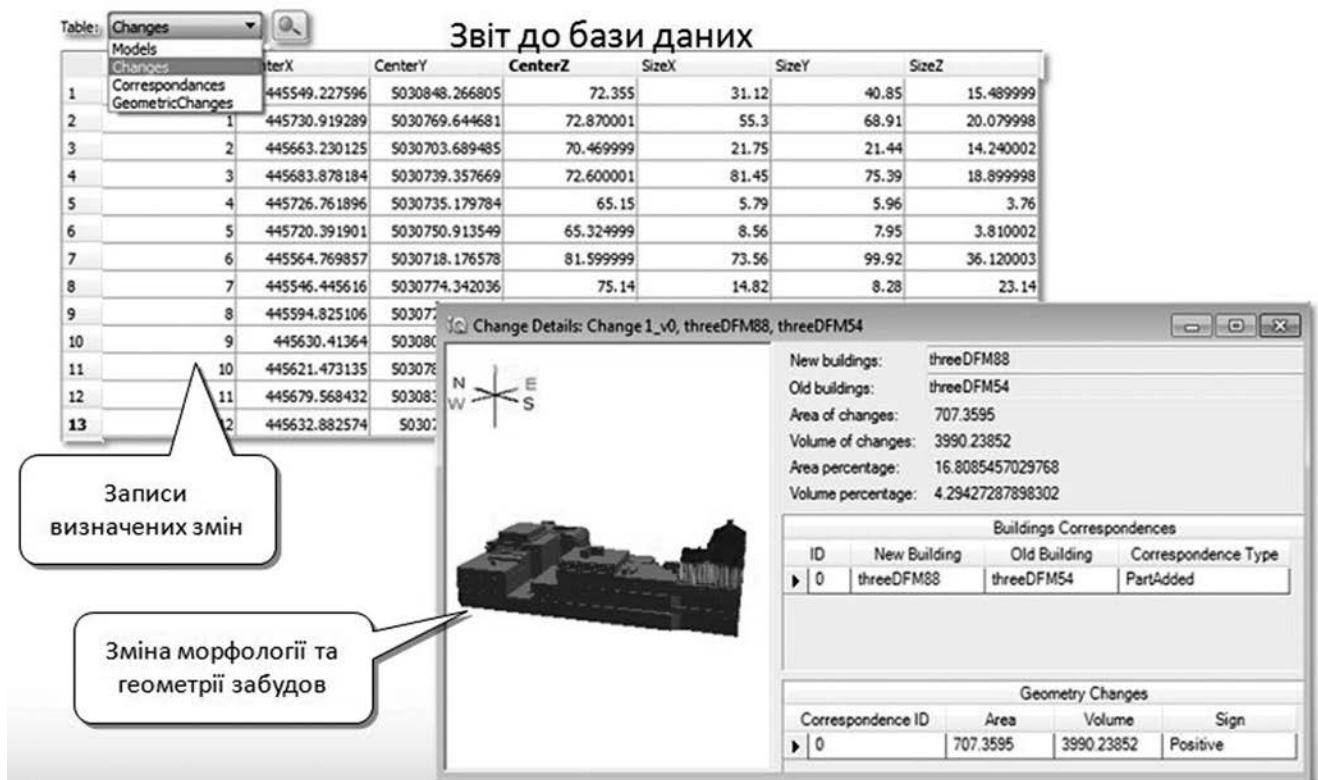 Звіт до бази даних
Table: Changes
Models
Changes
Correspondances
GeometricChanges
terX CenterY CenterZ SizeX SizeY SizeZ
1 445549.227596 5030848.266805 72.355 31.12 40.85 15.489999
2 1 445730.919289 5030769.644681 72.870001 55.3 68.91 20.079998
3 2 445663.230125 5030703.689485 70.469999 21.75 21.44 14.240002
4 3 445683.878184 5030739.357669 72.600001 81.45 75.39 18.899998
5 4 445726.761896 5030735.179784 65.15 5.79 5.96 3.76
6 5 445720.391901 5030750.913549 65.324999 8.56 7.95 3.810002
7 6 445564.769857 5030718.176578 81.599999 73.56 99.92 36.120003
8 7 445546.445616 5030774.342036 75.14 14.82 8.28 23.14
9 8 445594.825106 503077
10 9 445630.41364 503080
11 10 445621.473135 503078
12 11 445679.568432 503083
13 2 445632.882574 50307
Записи
визначених змін
Зміна морфології та
геометрії забудов
Change Details: Change 1_v0, threeDFM88, threeDFM54
N E
W S
New buildings: threeDFM88
Old buildings: threeDFM54
Area of changes: 707.3595
Volume of changes: 3990.23852
Area percentage: 16.8085457029768
Volume percentage: 4.29427287898302
Buildings Correspondences
ID New Building Old Building Correspondence Type
0 threeDFM88 threeDFM54 PartAdded
Geometry Changes
Correspondence ID Area Volume Sign
0 707.3595 3990.23852 Positive